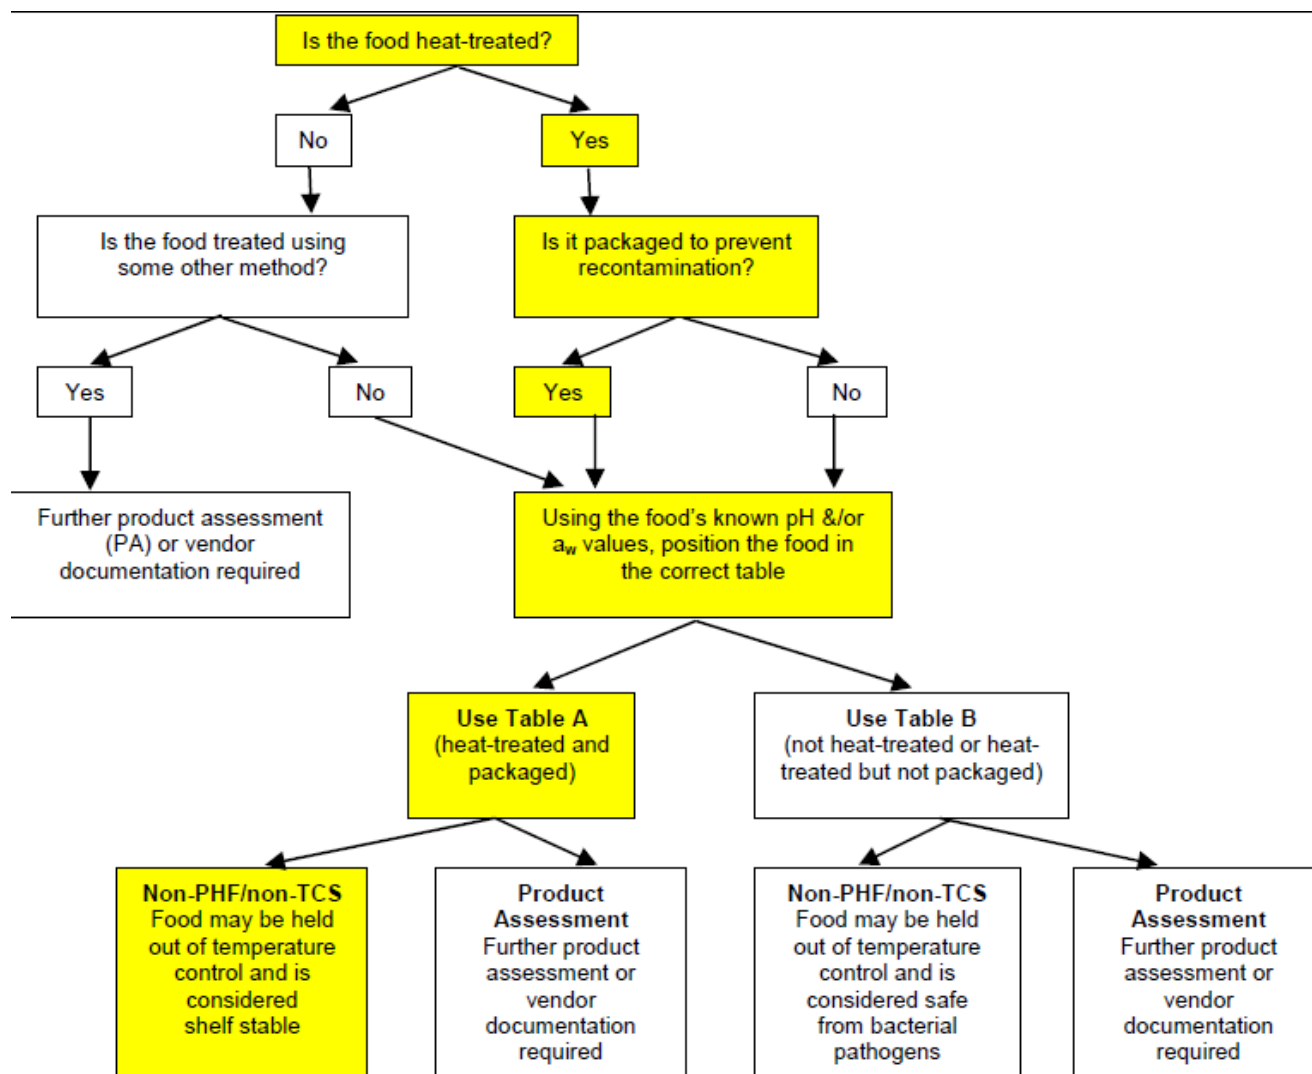 Is the food heat-treated?
No
Yes
Is the food treated using
some other method?
Is it packaged to prevent
recontamination?
Yes
No
Yes
No
Further product assessment
(PA) or vendor
documentation required
Using the food’s known pH &/or
aw values, position the food in
the correct table
Use Table A
(heat-treated and
packaged)
Use Table B
(not heat-treated or heat-
treated but not packaged)
Non-PHF/non-TCS
Food may be held
out of temperature
control and is
considered
shelf stable
Product
Assessment
Further product
assessment or
vendor
documentation
required
Non-PHF/non-TCS
Food may be held
out of temperature
control and is
considered safe
from bacterial
pathogens
Product
Assessment
Further product
assessment or
vendor
documentation
required